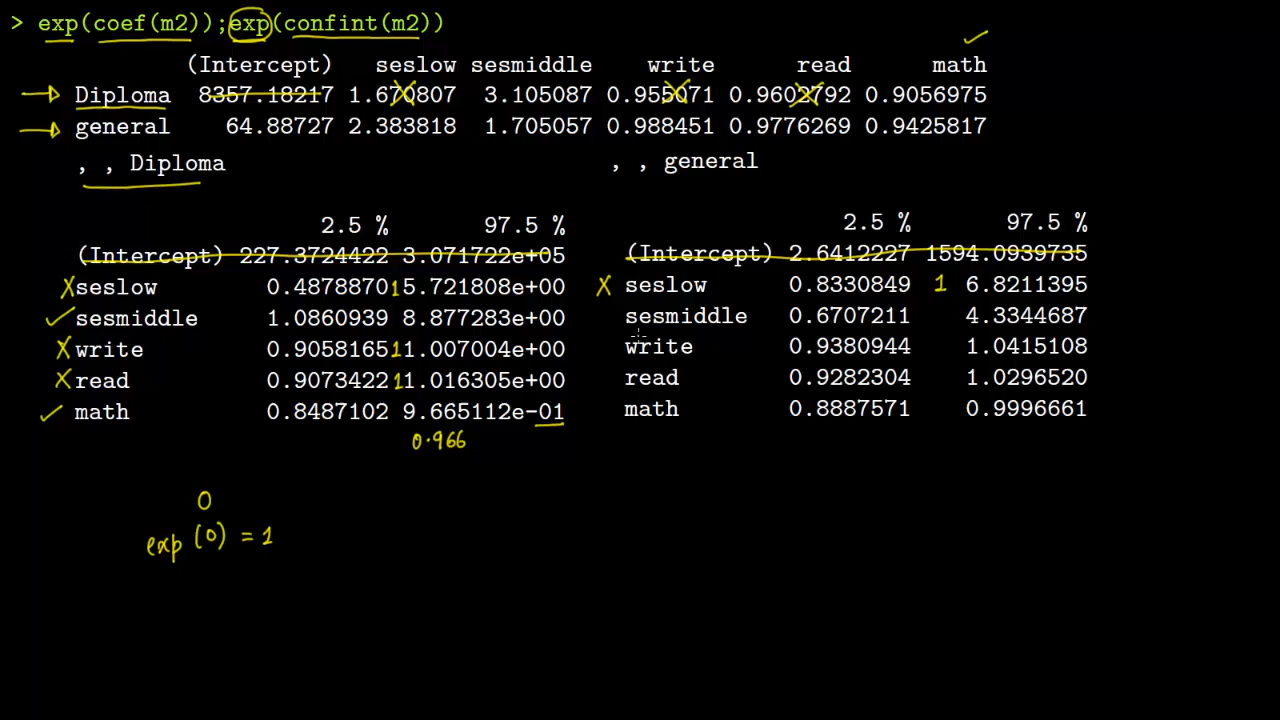 > exp(coef(m2));exp(confint(m2))
(Intercept) seslow sesmiddle write read math
Diploma 8357.18217 1.670807 3.105087 0.955071 0.9602792 0.9056975
general 64.88727 2.383818 1.705057 0.988451 0.9776269 0.9425817
, , Diploma
, , general
2.5 % 97.5 %
(Intercept) 227.3724422 3.071722e+05
X seslow 0.4878870 1 5.721808e+00
✓ sesmiddle 1.0860939 8.877283e+00
X write 0.9058165 1 1.007004e+00
X read 0.9073422 1 1.016305e+00
✓ math 0.8487102 9.665112e-01
0.966
2.5 % 97.5 %
(Intercept) 2.6412227 1594.0939735
X seslow 0.8330849 1 6.8211395
sesmiddle 0.6707211 4.3344687
write 0.9380944 1.0415108
read 0.9282304 1.0296520
math 0.8887571 0.9996661
0
exp (0) = 1